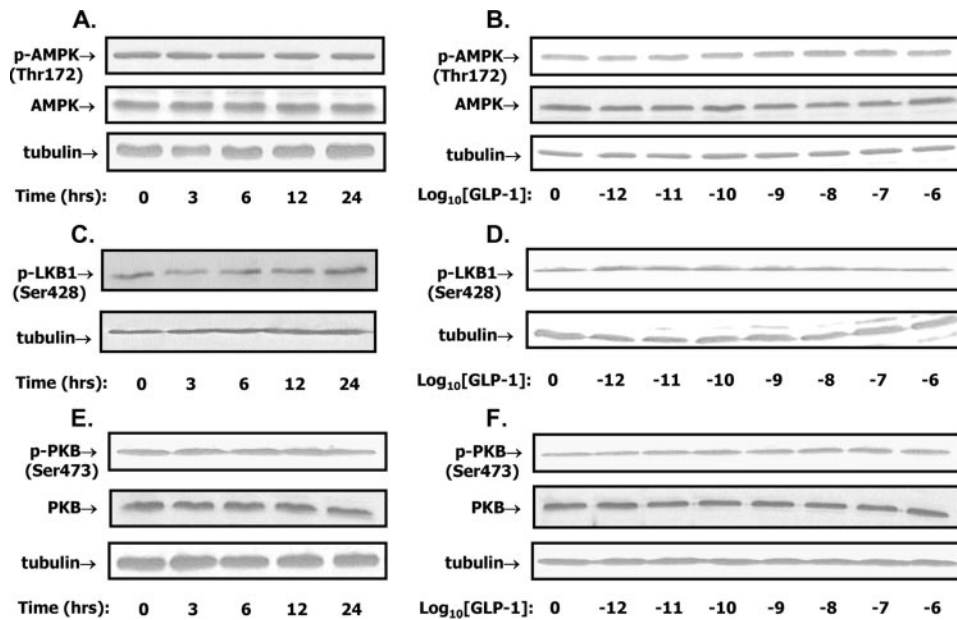 A. B.
p-AMPK→ p-AMPK→
(Thr172) (Thr172)
AMPK→ AMPK→
tubulin→ tubulin→
Time (hrs): 0 3 6 12 24 Log₁₀[GLP-1]: 0 -12 -11 -10 -9 -8 -7 -6
C. D.
p-LKB1→ p-LKB1→
(Ser428) (Ser428)
tubulin→ tubulin→
Time (hrs): 0 3 6 12 24 Log₁₀[GLP-1]: 0 -12 -11 -10 -9 -8 -7 -6
E. F.
p-PKB→ p-PKB→
(Ser473) (Ser473)
PKB→ PKB→
tubulin→ tubulin→
Time (hrs): 0 3 6 12 24 Log₁₀[GLP-1]: 0 -12 -11 -10 -9 -8 -7 -6